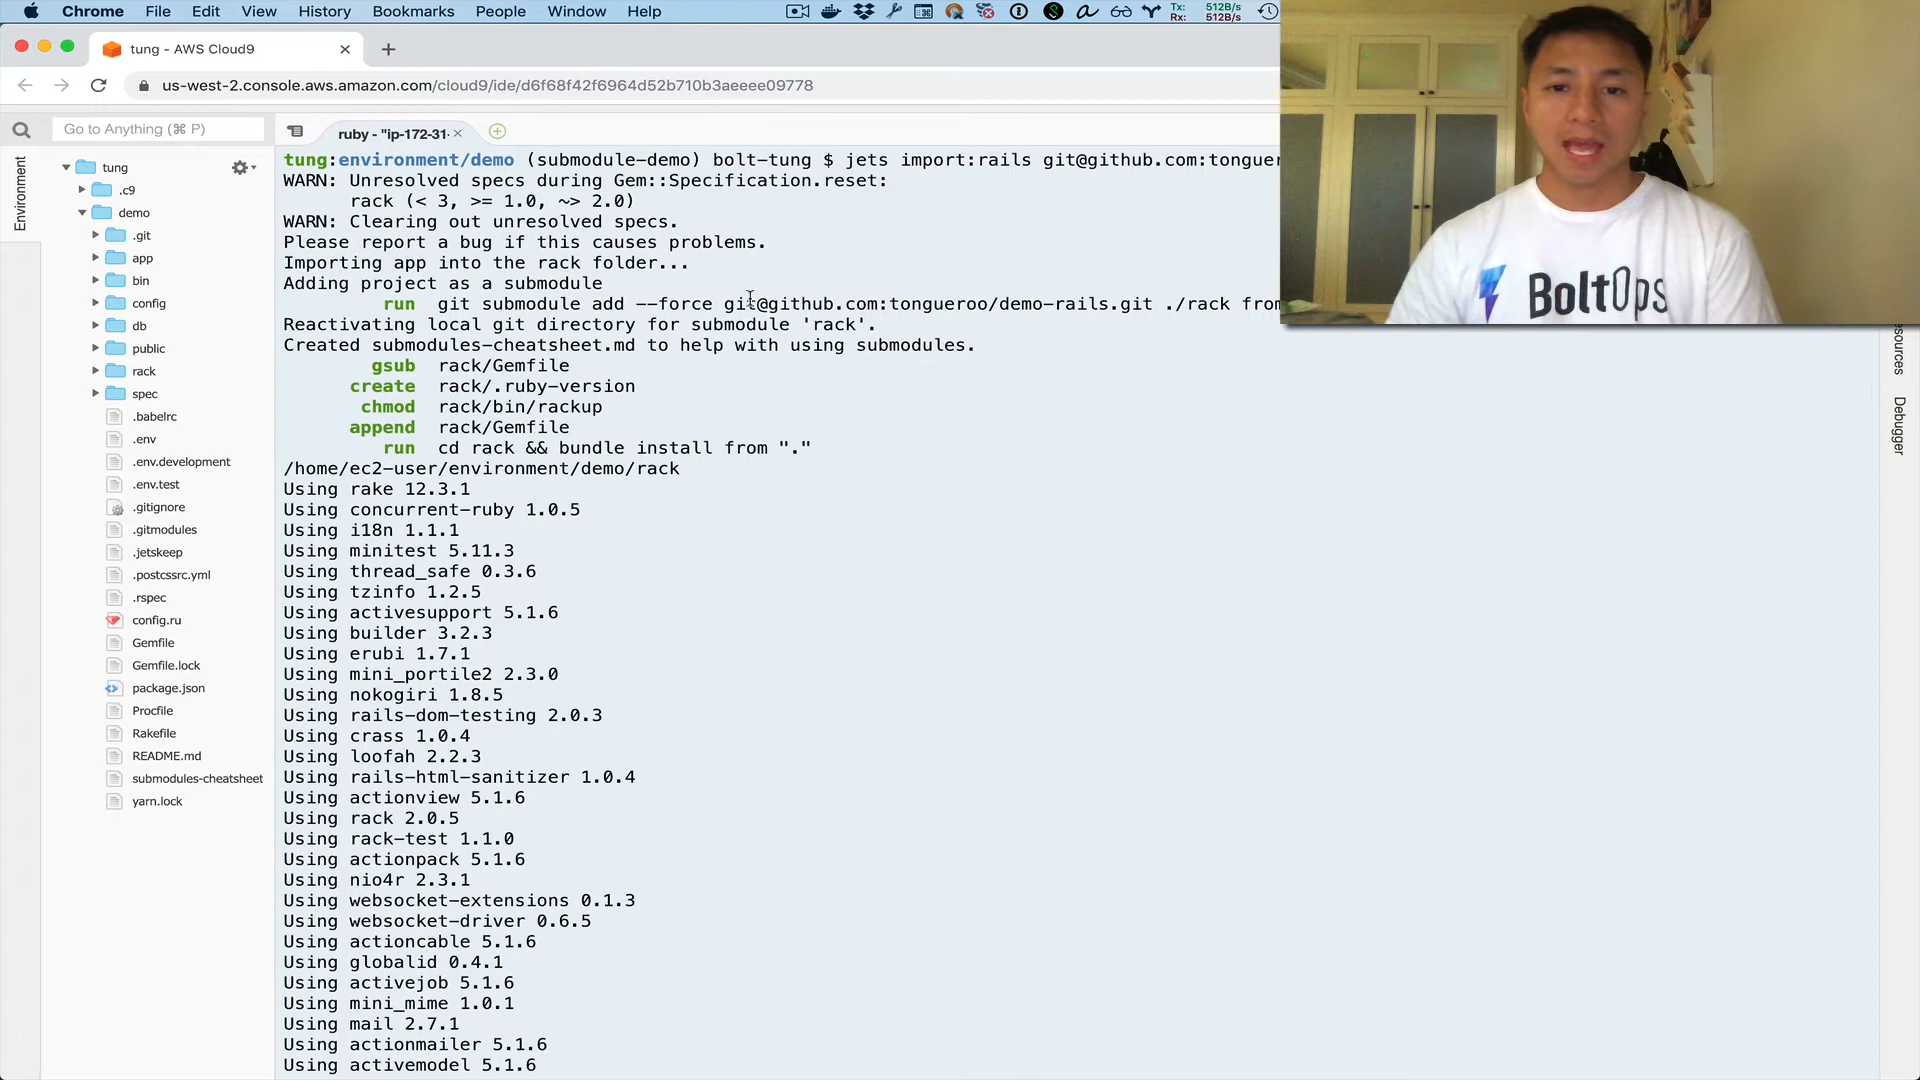 Chrome File Edit View History Bookmarks People Window Help Tx: 512B/s
Rx: 512B/s
tung - AWS Cloud9
us-west-2.console.aws.amazon.com/cloud9/ide/d6f68f42f6964d52b710b3aeeee09778
Go to Anything (⌘ P)
ruby - "ip-172-31-
Environment
tung
.c9
demo
.git
app
bin
config
db
public
rack
spec
.babelrc
.env
.env.development
.env.test
.gitignore
.gitmodules
.jetskeep
.postcssrc.yml
.rspec
config.ru
Gemfile
Gemfile.lock
package.json
Procfile
Rakefile
README.md
submodules-cheatsheet
yarn.lock
tung:environment/demo (submodule-demo) bolt-tung $ jets import:rails git@github.com:tonguer
WARN: Unresolved specs during Gem::Specification.reset:
rack (< 3, >= 1.0, ~> 2.0)
WARN: Clearing out unresolved specs.
Please report a bug if this causes problems.
Importing app into the rack folder...
Adding project as a submodule
run git submodule add --force git@github.com:tongueroo/demo-rails.git ./rack from
Reactivating local git directory for submodule 'rack'.
Created submodules-cheatsheet.md to help with using submodules.
gsub rack/Gemfile
create rack/.ruby-version
chmod rack/bin/rackup
append rack/Gemfile
run cd rack && bundle install from "."
/home/ec2-user/environment/demo/rack
Using rake 12.3.1
Using concurrent-ruby 1.0.5
Using i18n 1.1.1
Using minitest 5.11.3
Using thread_safe 0.3.6
Using tzinfo 1.2.5
Using activesupport 5.1.6
Using builder 3.2.3
Using erubi 1.7.1
Using mini_portile2 2.3.0
Using nokogiri 1.8.5
Using rails-dom-testing 2.0.3
Using crass 1.0.4
Using loofah 2.2.3
Using rails-html-sanitizer 1.0.4
Using actionview 5.1.6
Using rack 2.0.5
Using rack-test 1.1.0
Using actionpack 5.1.6
Using nio4r 2.3.1
Using websocket-extensions 0.1.3
Using websocket-driver 0.6.5
Using actioncable 5.1.6
Using globalid 0.4.1
Using activejob 5.1.6
Using mini_mime 1.0.1
Using mail 2.7.1
Using actionmailer 5.1.6
Using activemodel 5.1.6
BoltOps
Debugger